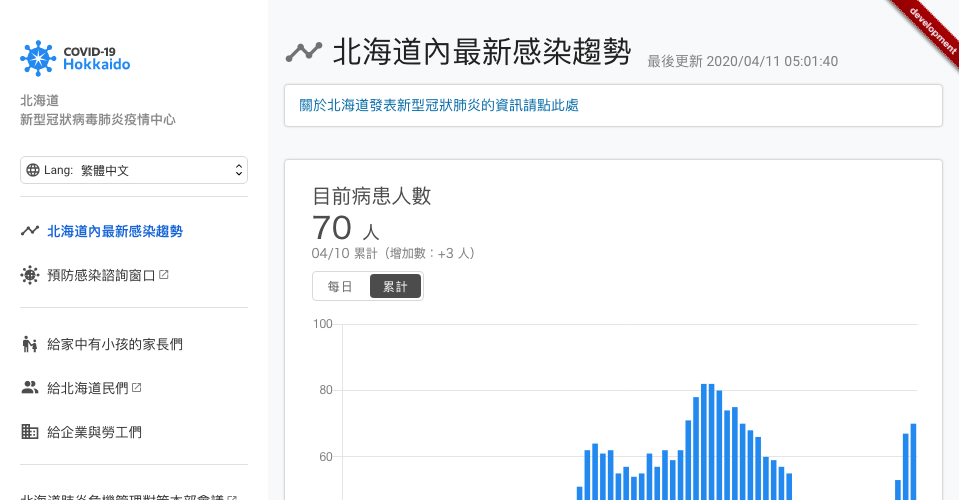 COVID-19
Hokkaido
北海道
新型冠狀病毒肺炎疫情中心
Lang: 繁體中文
北海道內最新感染趨勢
預防感染諮詢窗口
給家中有小孩的家長們
給北海道民們
給企業與勞工們
北海道肺炎危機管理對策本部會議
北海道內最新感染趨勢
最後更新 2020/04/11 05:01:40
development
關於北海道發表新型冠狀肺炎的資訊請點此處
目前病患人數
70 人
04/10 累計（增加數：+3 人）
每日 累計
100
80
60